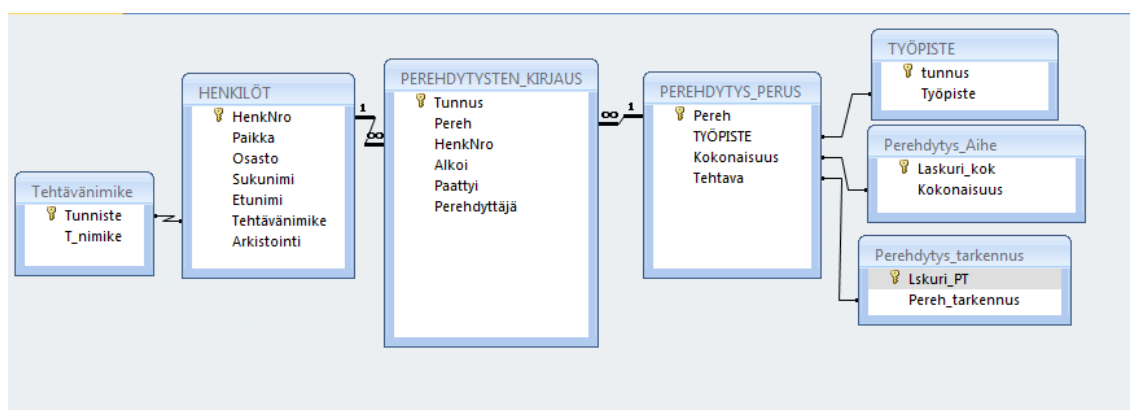 Tehtävänimike
Tunniste
T_nimike
HENKILÖT
HenkNro
Paikka
Osasto
Sukunimi
Etunimi
Tehtävänimike
Arkistointi
1
∞
PEREHDYTYSTEN_KIRJAUS
Tunnus
Pereh
HenkNro
Alkoi
Paattyi
Perehdyttäjä
∞
1
PEREHDYTYS_PERUS
Pereh
TYÖPISTE
Kokonaisuus
Tehtava
TYÖPISTE
tunnus
Työpiste
Perehdytys_Aihe
Laskuri_kok
Kokonaisuus
Perehdytys_tarkennus
Lskuri_PT
Pereh_tarkennus